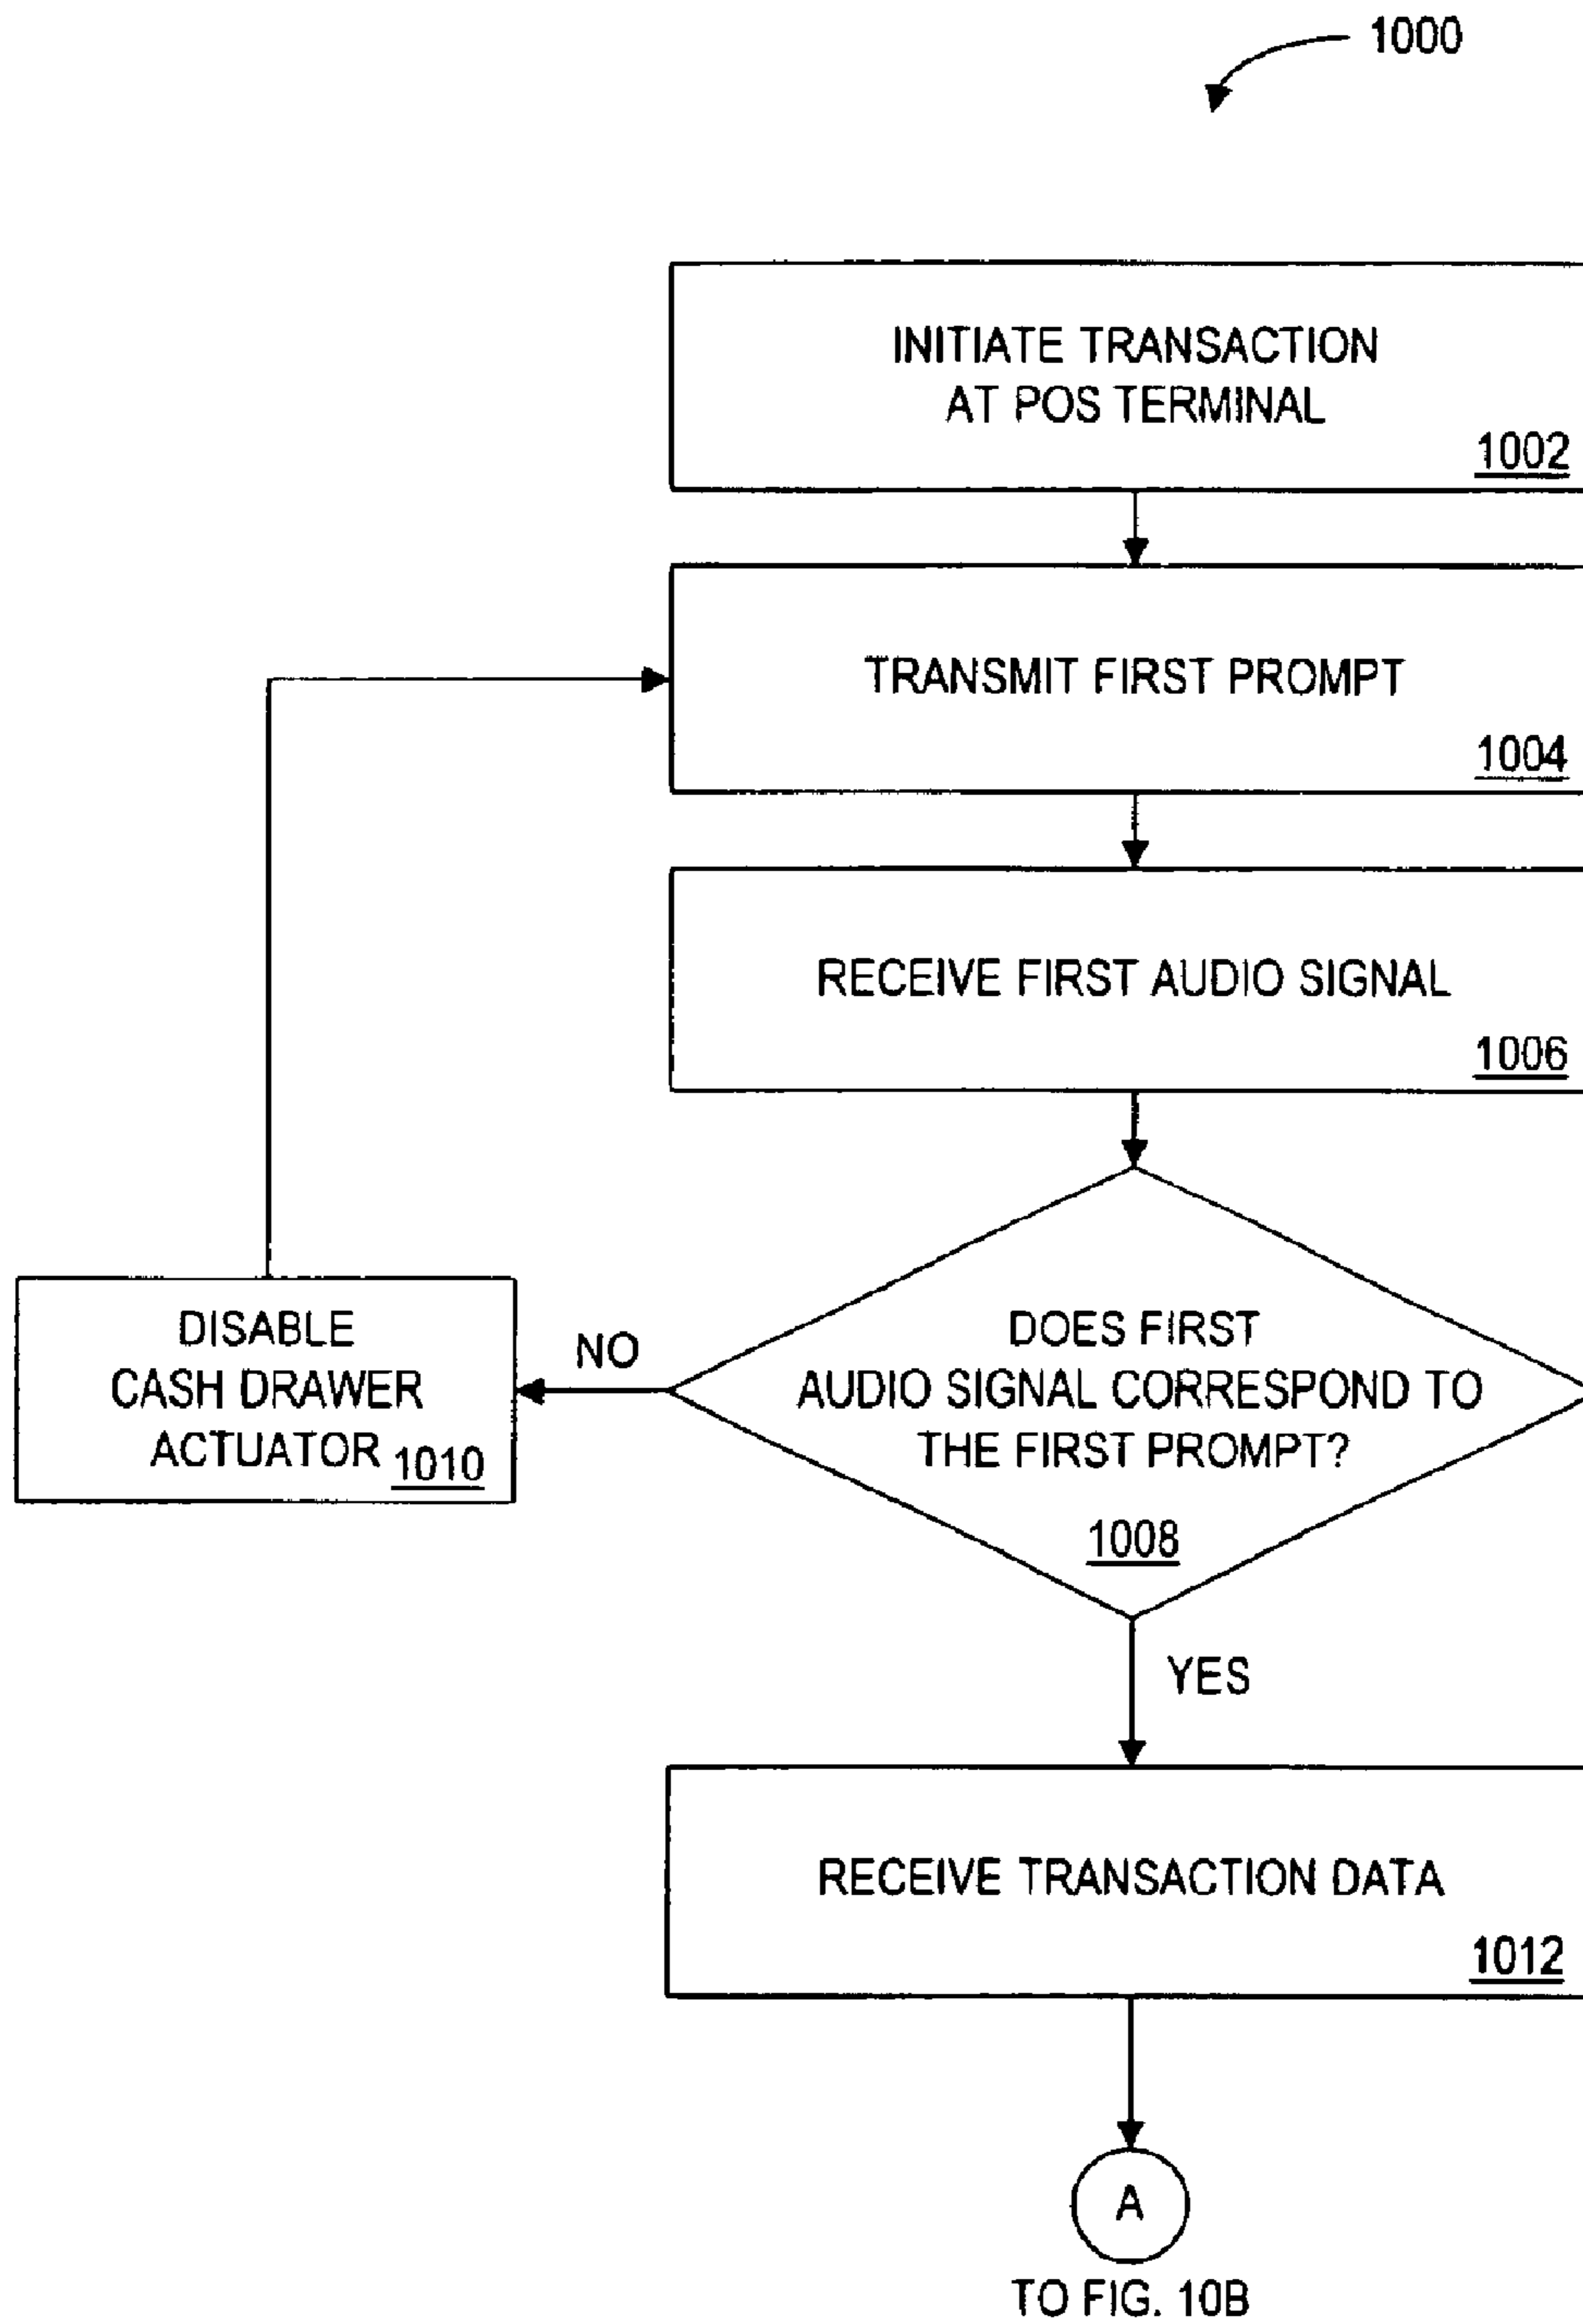 1000
INITIATE TRANSACTION
AT POS TERMINAL
1002
TRANSMIT FIRST PROMPT
1004
RECEIVE FIRST AUDIO SIGNAL
1006
DOES FIRST
AUDIO SIGNAL CORRESPOND TO
THE FIRST PROMPT?
1008
NO
DISABLE
CASH DRAWER
ACTUATOR 1010
YES
RECEIVE TRANSACTION DATA
1012
A
TO FIG. 10B